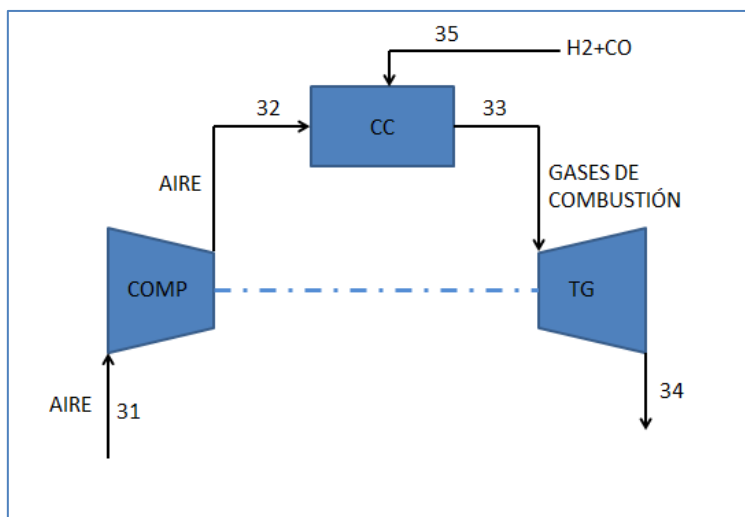 35
H2+CO
32
CC
33
AIRE
GASES DE
COMBUSTIÓN
COMP
TG
AIRE
31
34